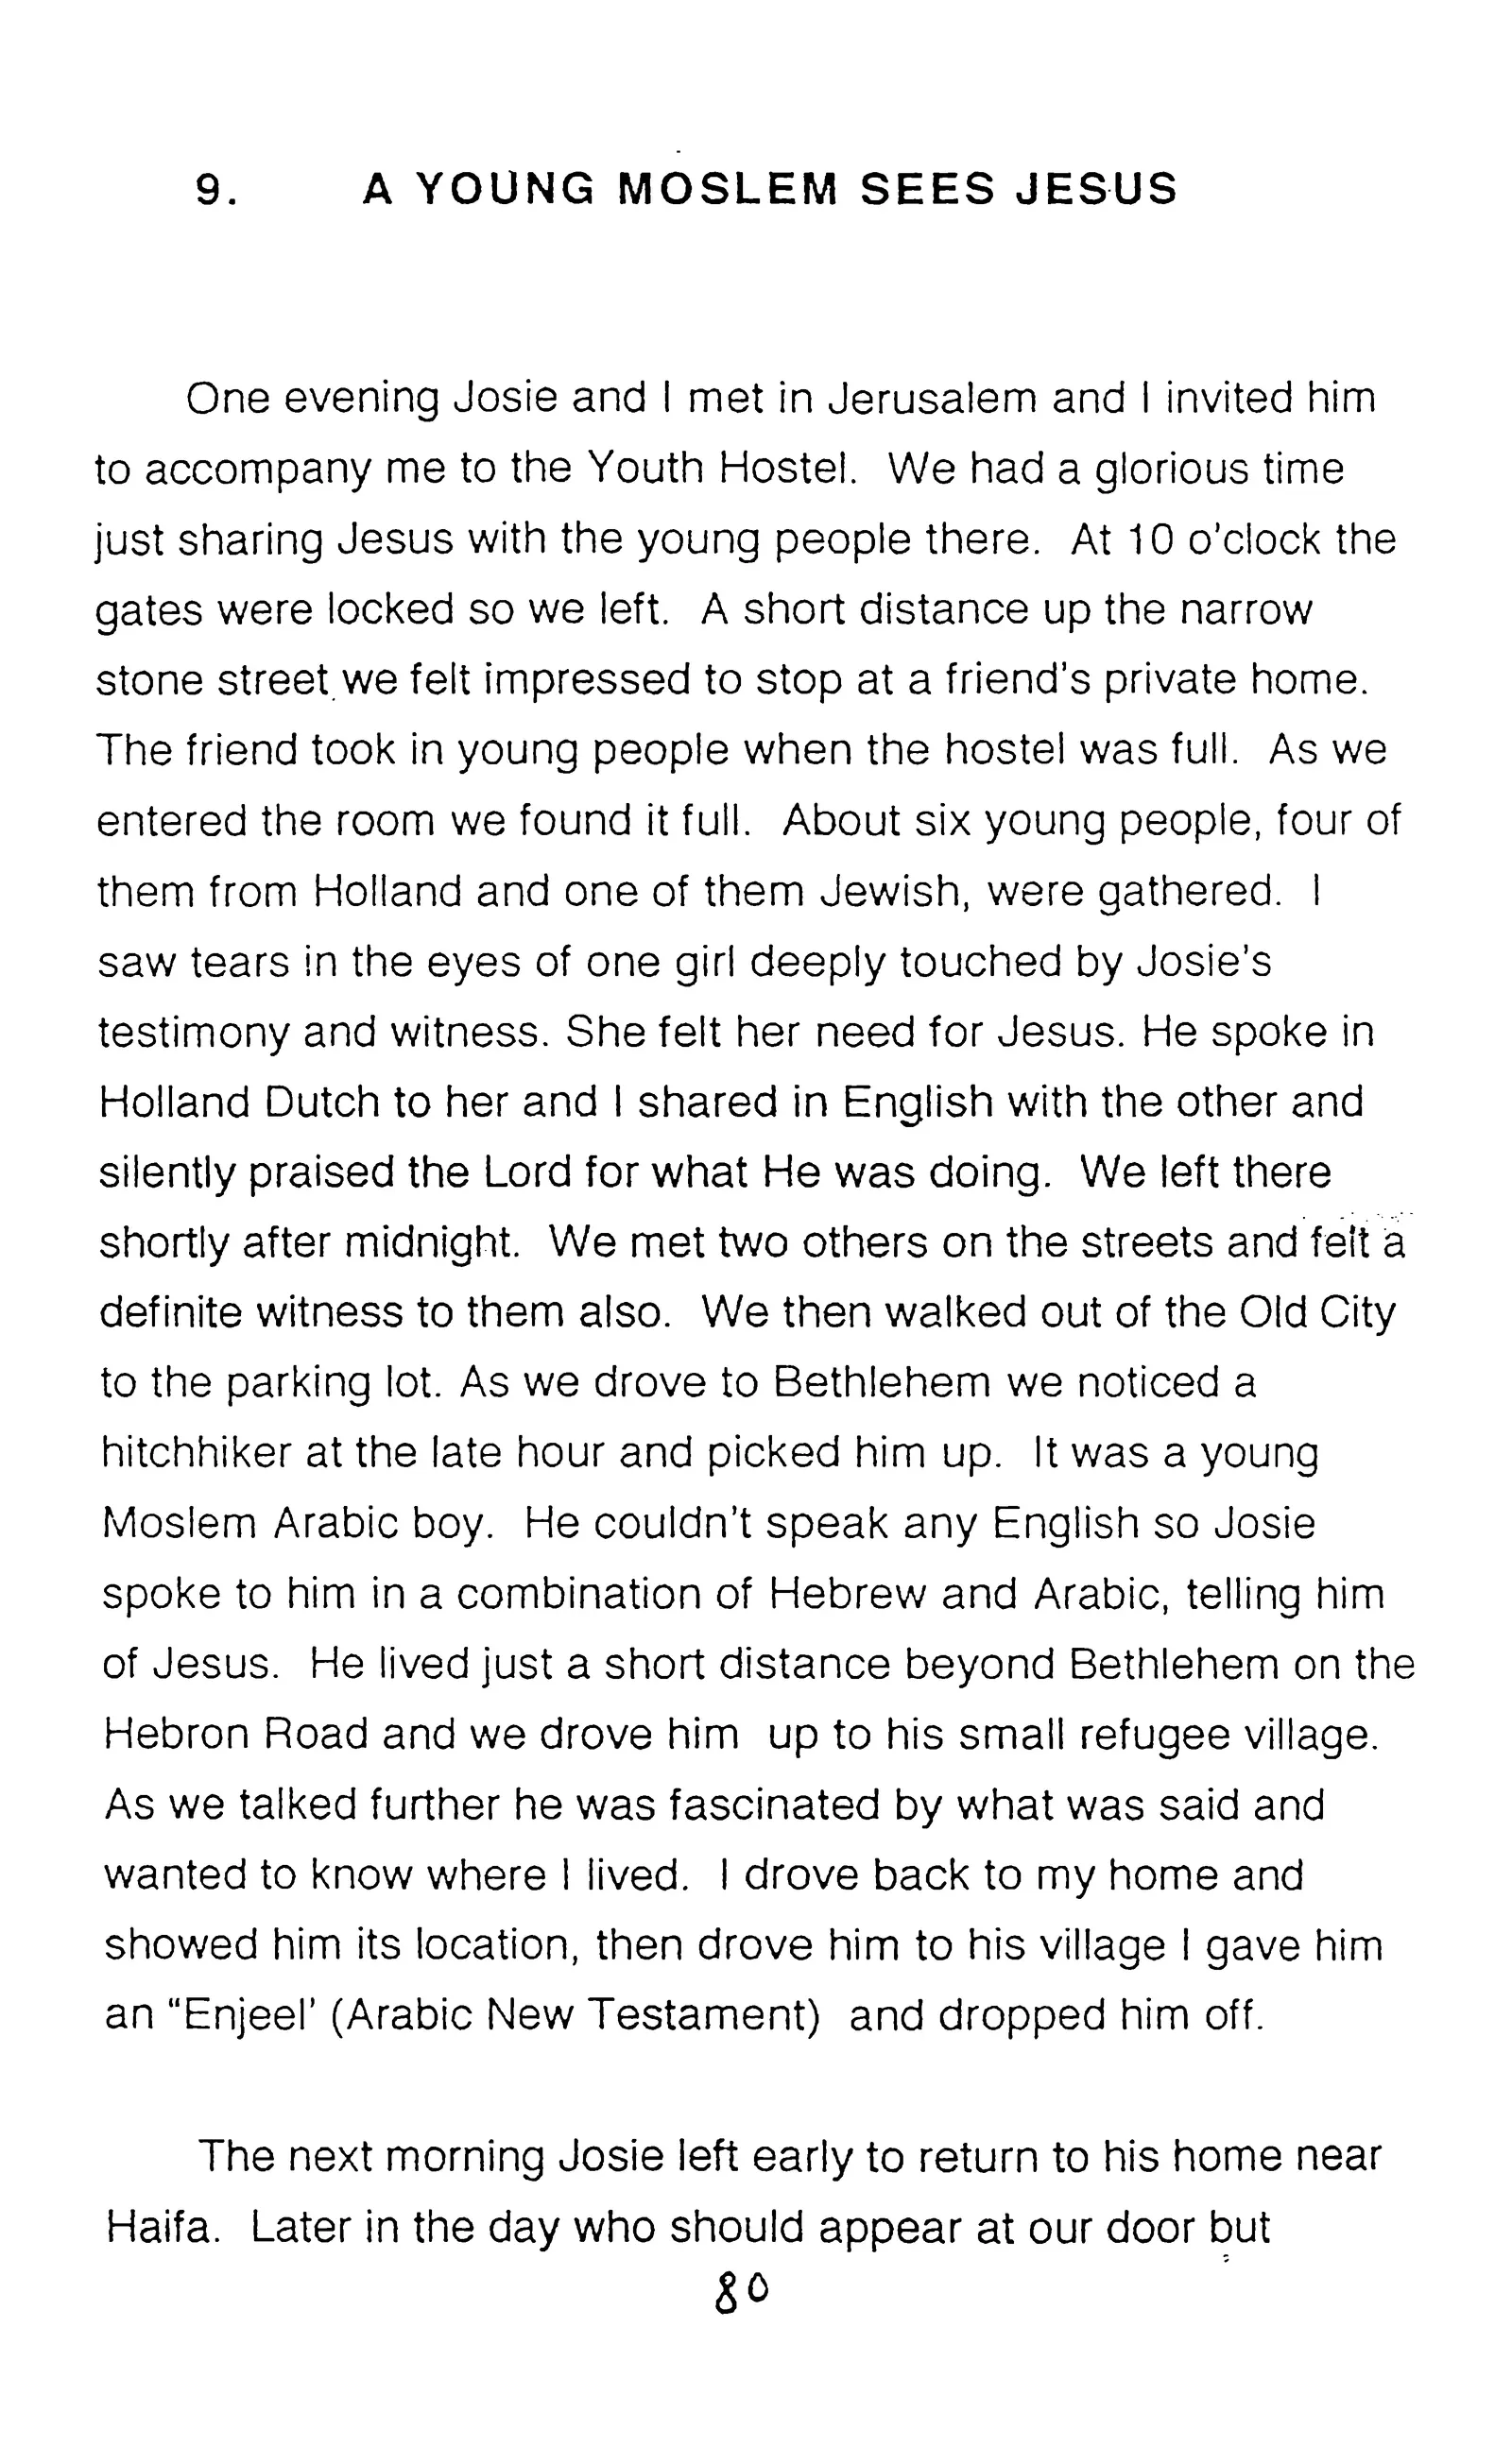 9. A YOUNG MOSLEM SEES JESUS
One evening Josie and I met in Jerusalem and I invited him
to accompany me to the Youth Hostel. We had a glorious time
just sharing Jesus with the young people there. At 10 o'clock the
gates were locked so we left. A short distance up the narrow
stone street we felt impressed to stop at a friend's private home.
The friend took in young people when the hostel was full. As we
entered the room we found it full. About six young people, four of
them from Holland and one of them Jewish, were gathered. I
saw tears in the eyes of one girl deeply touched by Josie's
testimony and witness. She felt her need for Jesus. He spoke in
Holland Dutch to her and I shared in English with the other and
silently praised the Lord for what He was doing. We left there
shortly after midnight. We met two others on the streets and felt a
definite witness to them also. We then walked out of the Old City
to the parking lot. As we drove to Bethlehem we noticed a
hitchhiker at the late hour and picked him up. It was a young
Moslem Arabic boy. He couldn't speak any English so Josie
spoke to him in a combination of Hebrew and Arabic, telling him
of Jesus. He lived just a short distance beyond Bethlehem on the
Hebron Road and we drove him up to his small refugee village.
As we talked further he was fascinated by what was said and
wanted to know where I lived. I drove back to my home and
showed him its location, then drove him to his village I gave him
an "Enjeel' (Arabic New Testament) and dropped him off.
The next morning Josie left early to return to his home near
Haifa. Later in the day who should appear at our door but
80